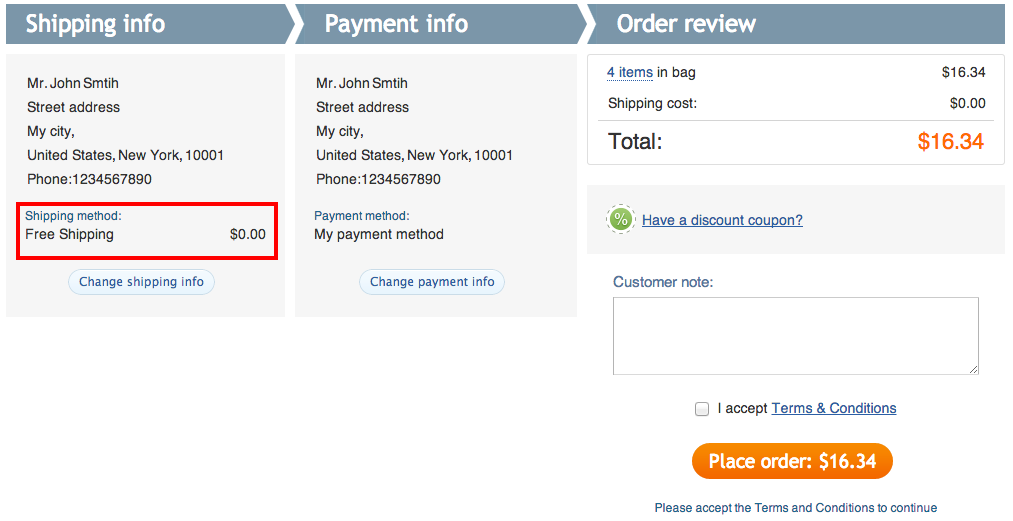 Shipping info
Payment info
Order review
Mr. John Smtih
Street address
My city,
United States, New York, 10001
Phone:1234567890
Shipping method:
Free Shipping $0.00
Change shipping info
Mr. John Smtih
Street address
My city,
United States, New York, 10001
Phone:1234567890
Payment method:
My payment method
Change payment info
4 items in bag $16.34
Shipping cost: $0.00
Total: $16.34
% Have a discount coupon?
Customer note:
I accept Terms & Conditions
Place order: $16.34
Please accept the Terms and Conditions to continue